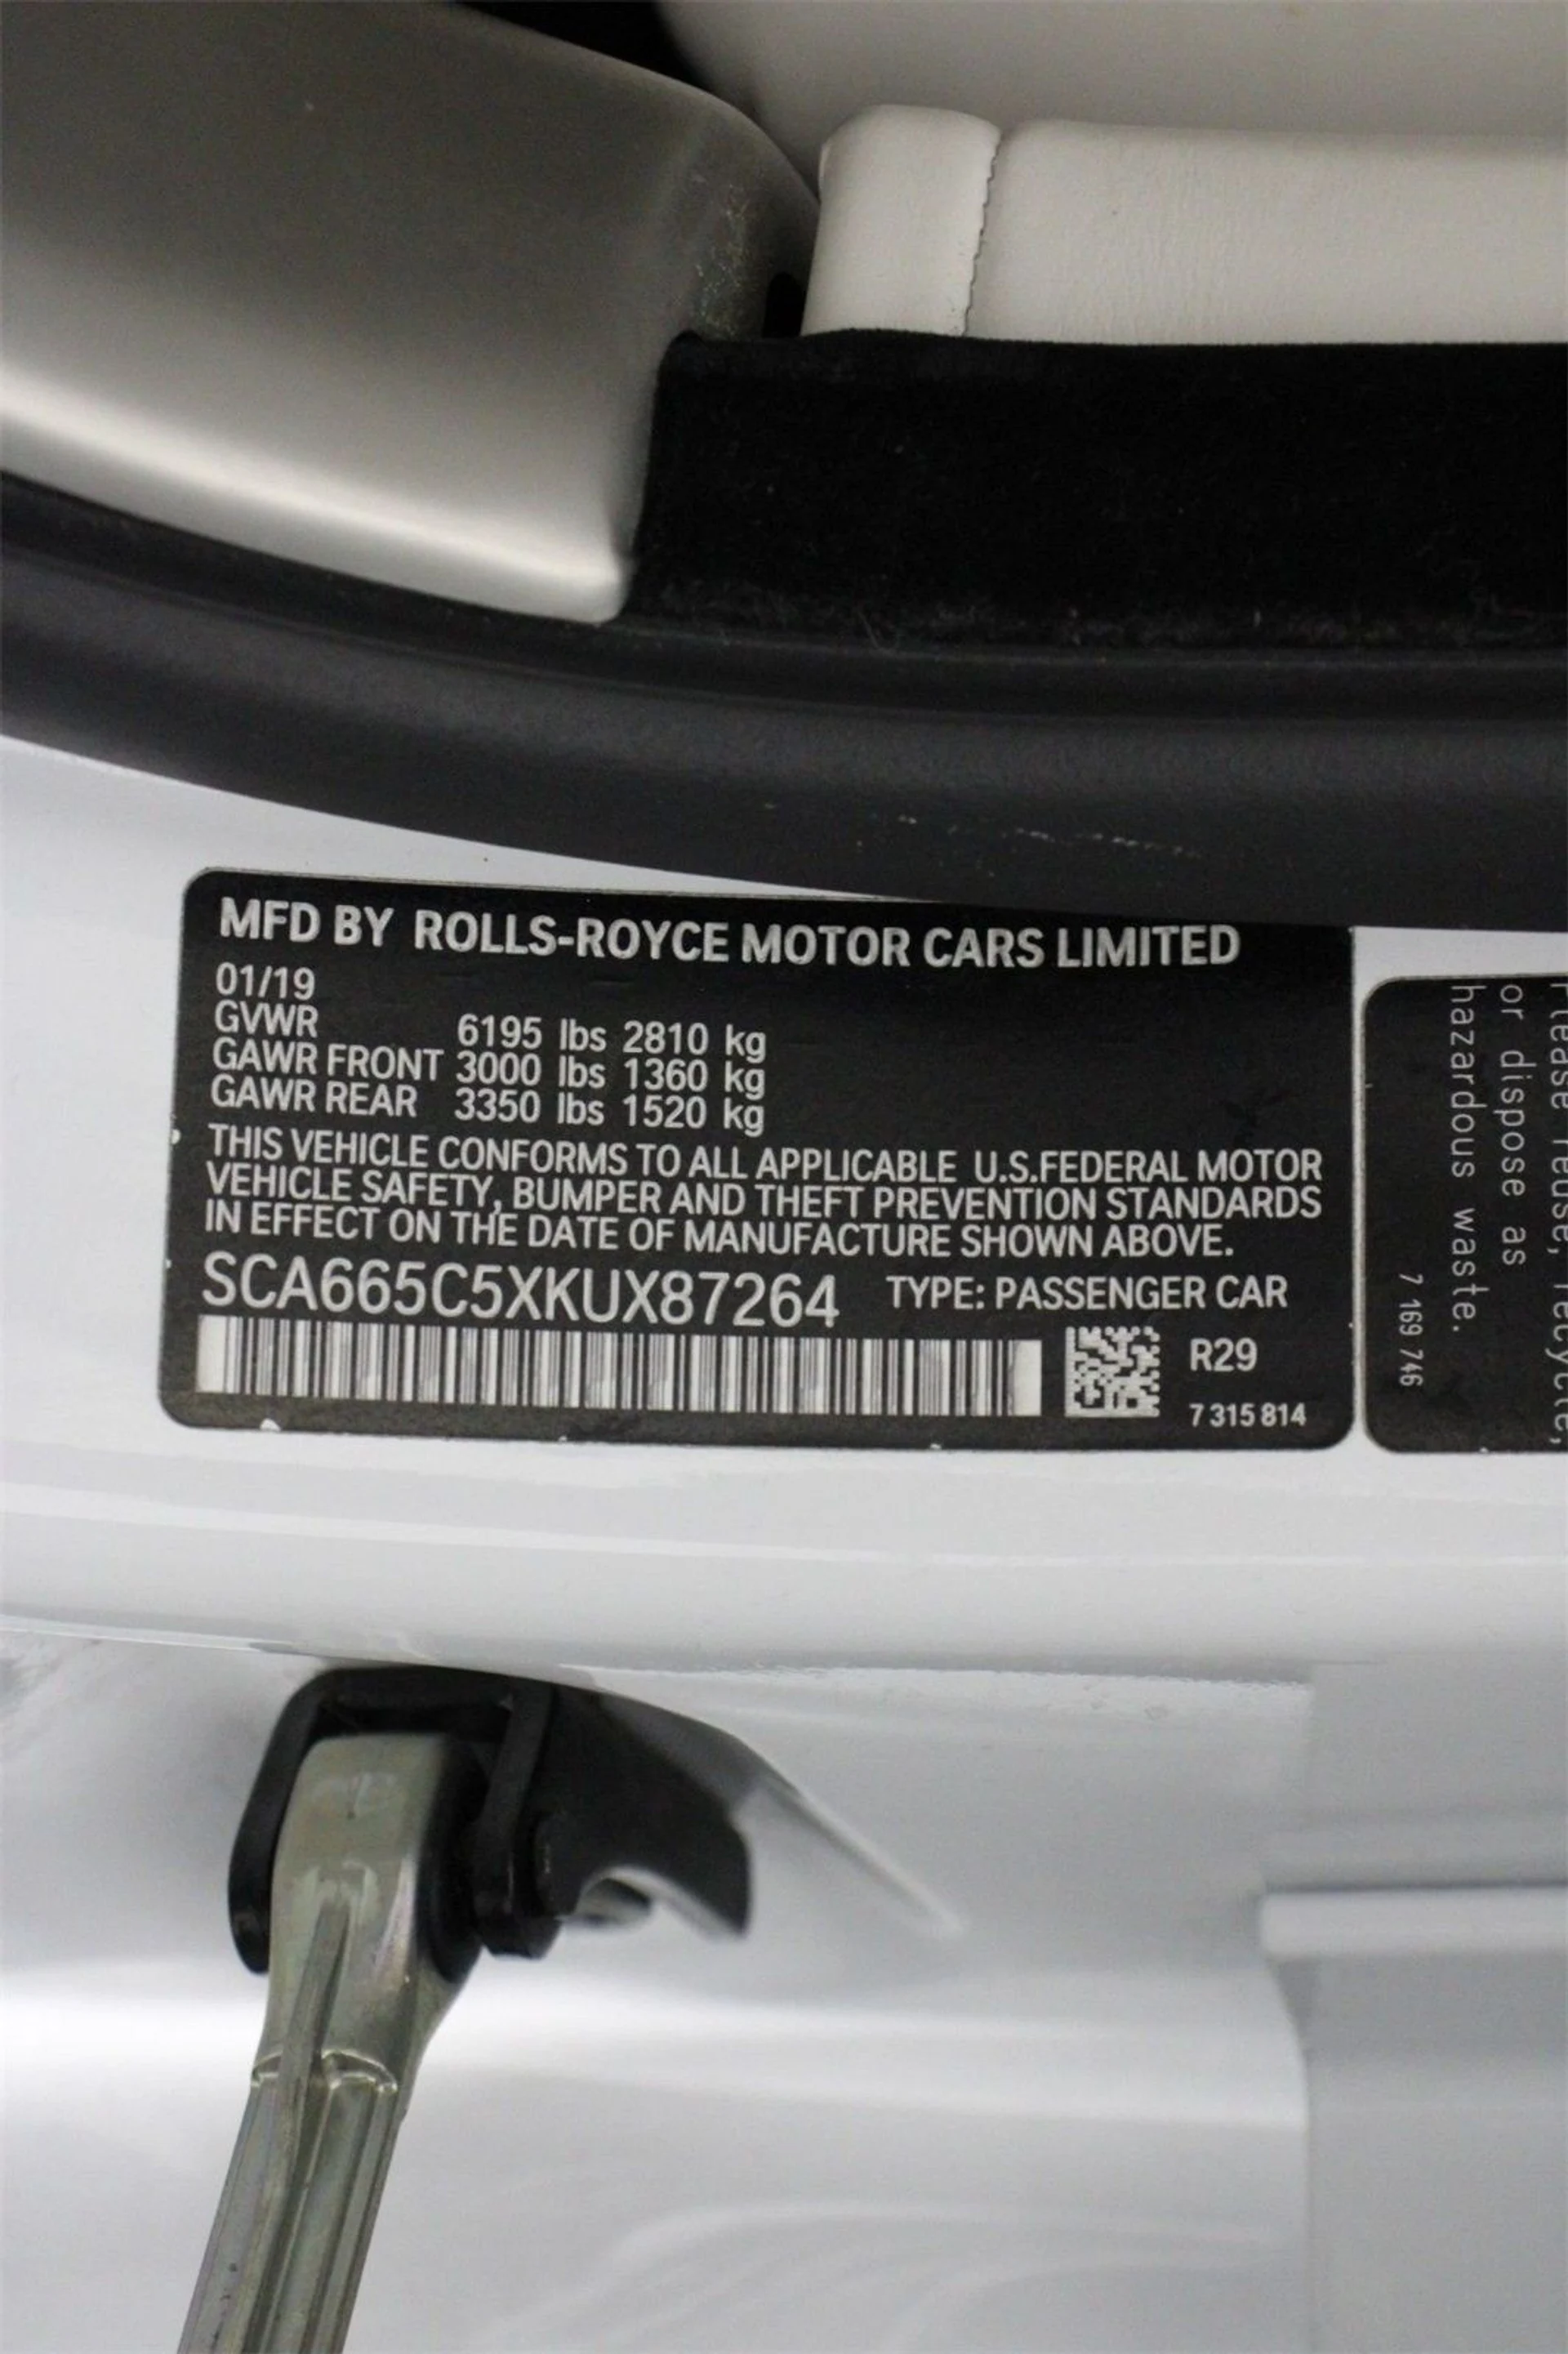 MFD BY ROLLS-ROYCE MOTOR CARS LIMITED
01/19
GVWR 6195 lbs 2810 kg
GAWR FRONT 3000 lbs 1360 kg
GAWR REAR 3350 lbs 1520 kg
THIS VEHICLE CONFORMS TO ALL APPLICABLE U.S.FEDERAL MOTOR
VEHICLE SAFETY, BUMPER AND THEFT PREVENTION STANDARDS
IN EFFECT ON THE DATE OF MANUFACTURE SHOWN ABOVE.
SCA665C5XKUX87264 TYPE: PASSENGER CAR
R29
7 315 814
Please reuse, recycle,
or dispose as
hazardous waste.
7 169 746